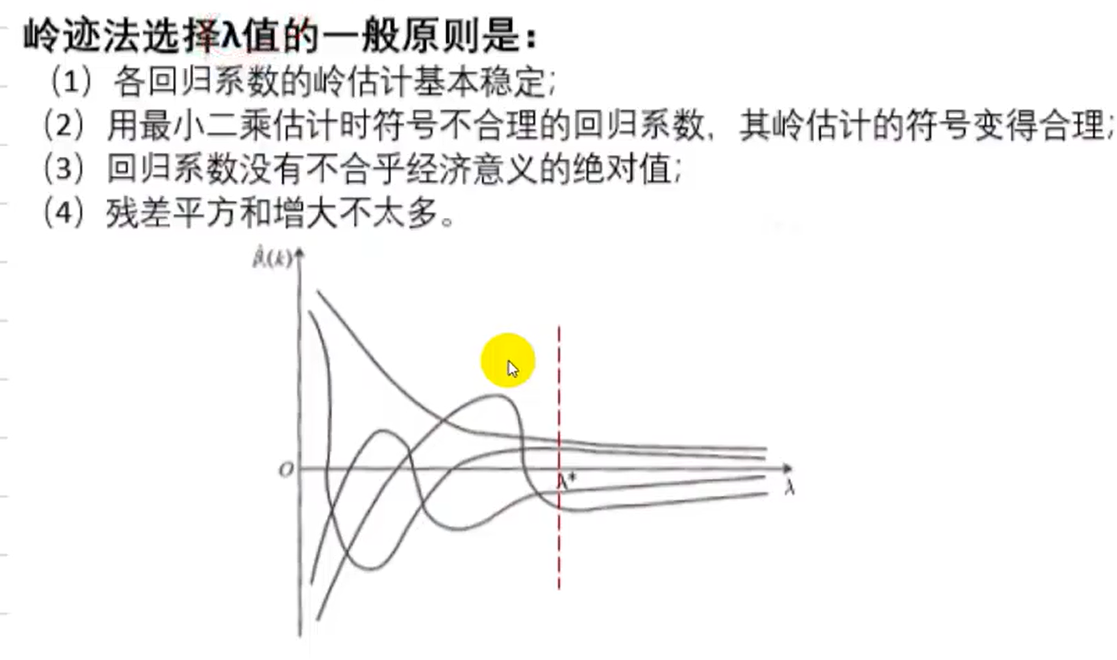 岭迹法选择λ值的一般原则是：
（1）各回归系数的岭估计基本稳定；
（2）用最小二乘估计时符号不合理的回归系数，其岭估计的符号变得合理；
（3）回归系数没有不合乎经济意义的绝对值；
（4）残差平方和增大不太多。
β̂ᵢ(k)
O
λ*
λ